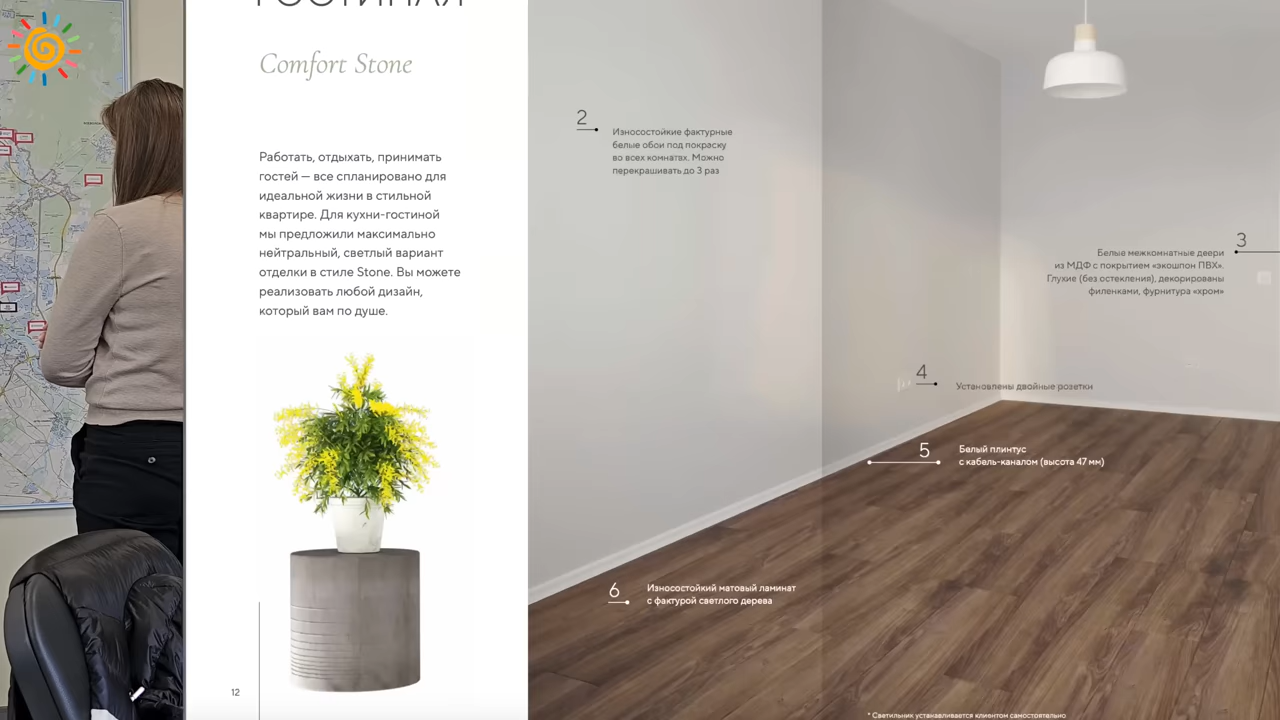 ГОСТИНАЯ
Comfort Stone
Работать, отдыхать, принимать
гостей — все спланировано для
идеальной жизни в стильной
квартире. Для кухни-гостиной
мы предложили максимально
нейтральный, светлый вариант
отделки в стиле Stone. Вы можете
реализовать любой дизайн,
который вам по душе.
12
2
Износостойкие фактурные
белые обои под покраску
во всех комнатах. Можно
перекрашивать до 3 раз
3
Белые межкомнатные двери
из МДФ с покрытием «экошпон ПВХ».
Глухие (без остекления), декорированы
филенками, фурнитура «хром»
4
Установлены двойные розетки
5
Белый плинтус
с кабель-каналом (высота 47 мм)
6
Износостойкий матовый ламинат
с фактурой светлого дерева
* Светильник устанавливается клиентом самостоятельно